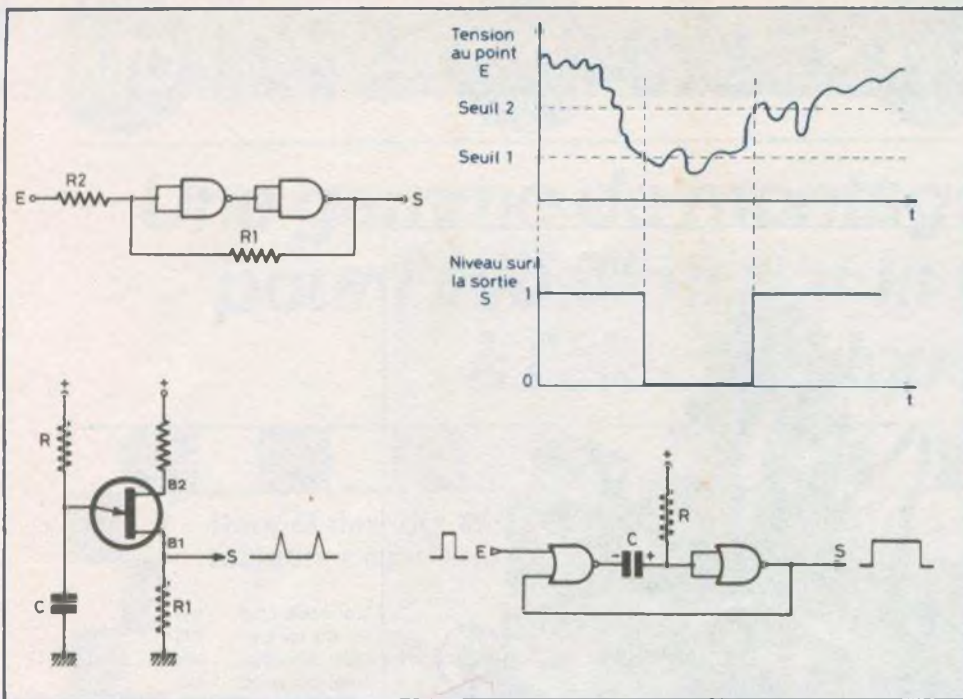 Tension
au point
E
Seuil 2
Seuil 1
t
R2
E
S
R1
Niveau sur
la sortie
S
1
0
t
+
+
R
B2
B1
S
C
R1
+
R
E
C
- +
S